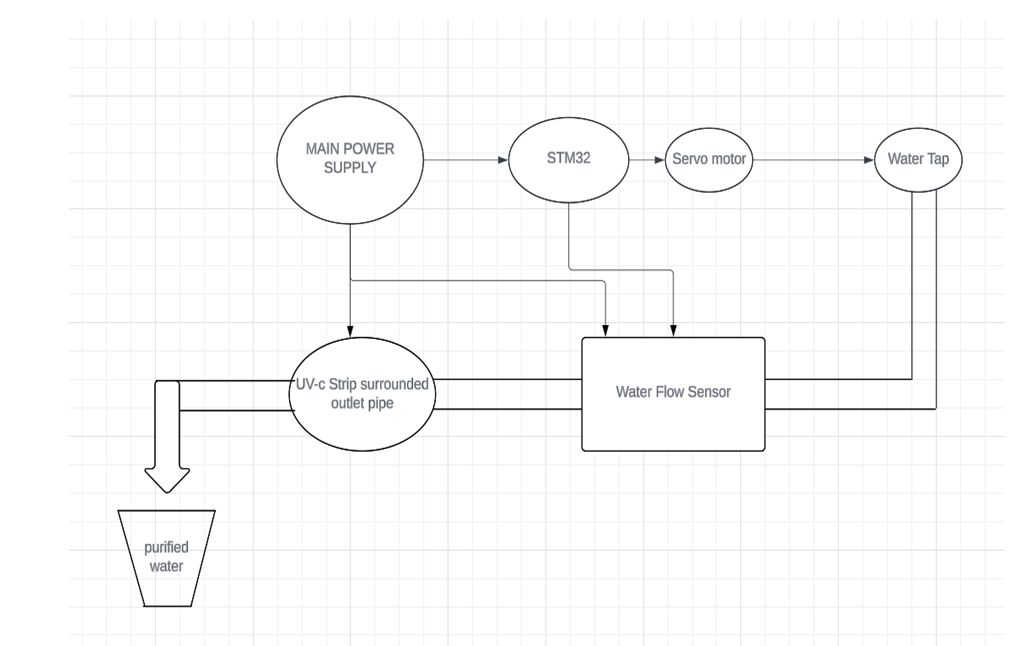 MAIN POWER
SUPPLY
STM32
Servo motor
Water Tap
UV-c Strip surrounded
outlet pipe
Water Flow Sensor
purified
water